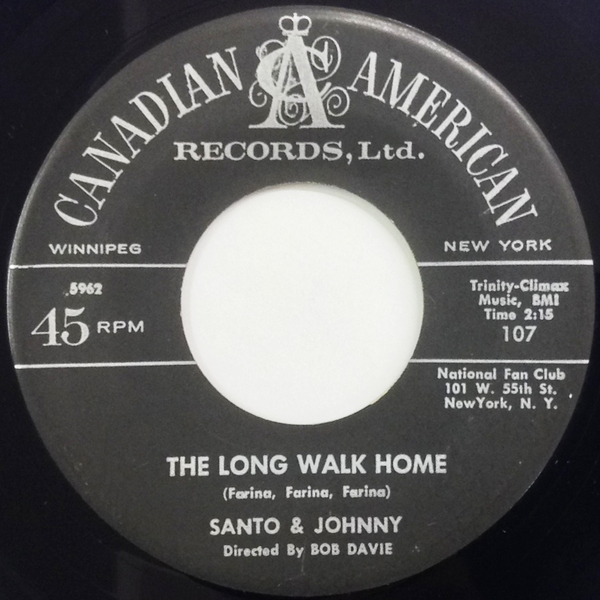 CANADIAN AMERICAN
RECORDS, Ltd.
WINNIPEG
NEW YORK
5962
45 RPM
Trinity-Climax
Music, BMI
Time 2:15
107
National Fan Club
101 W. 55th St.
NewYork, N. Y.
THE LONG WALK HOME
(Farina, Farina, Farina)
SANTO & JOHNNY
Directed By BOB DAVIE